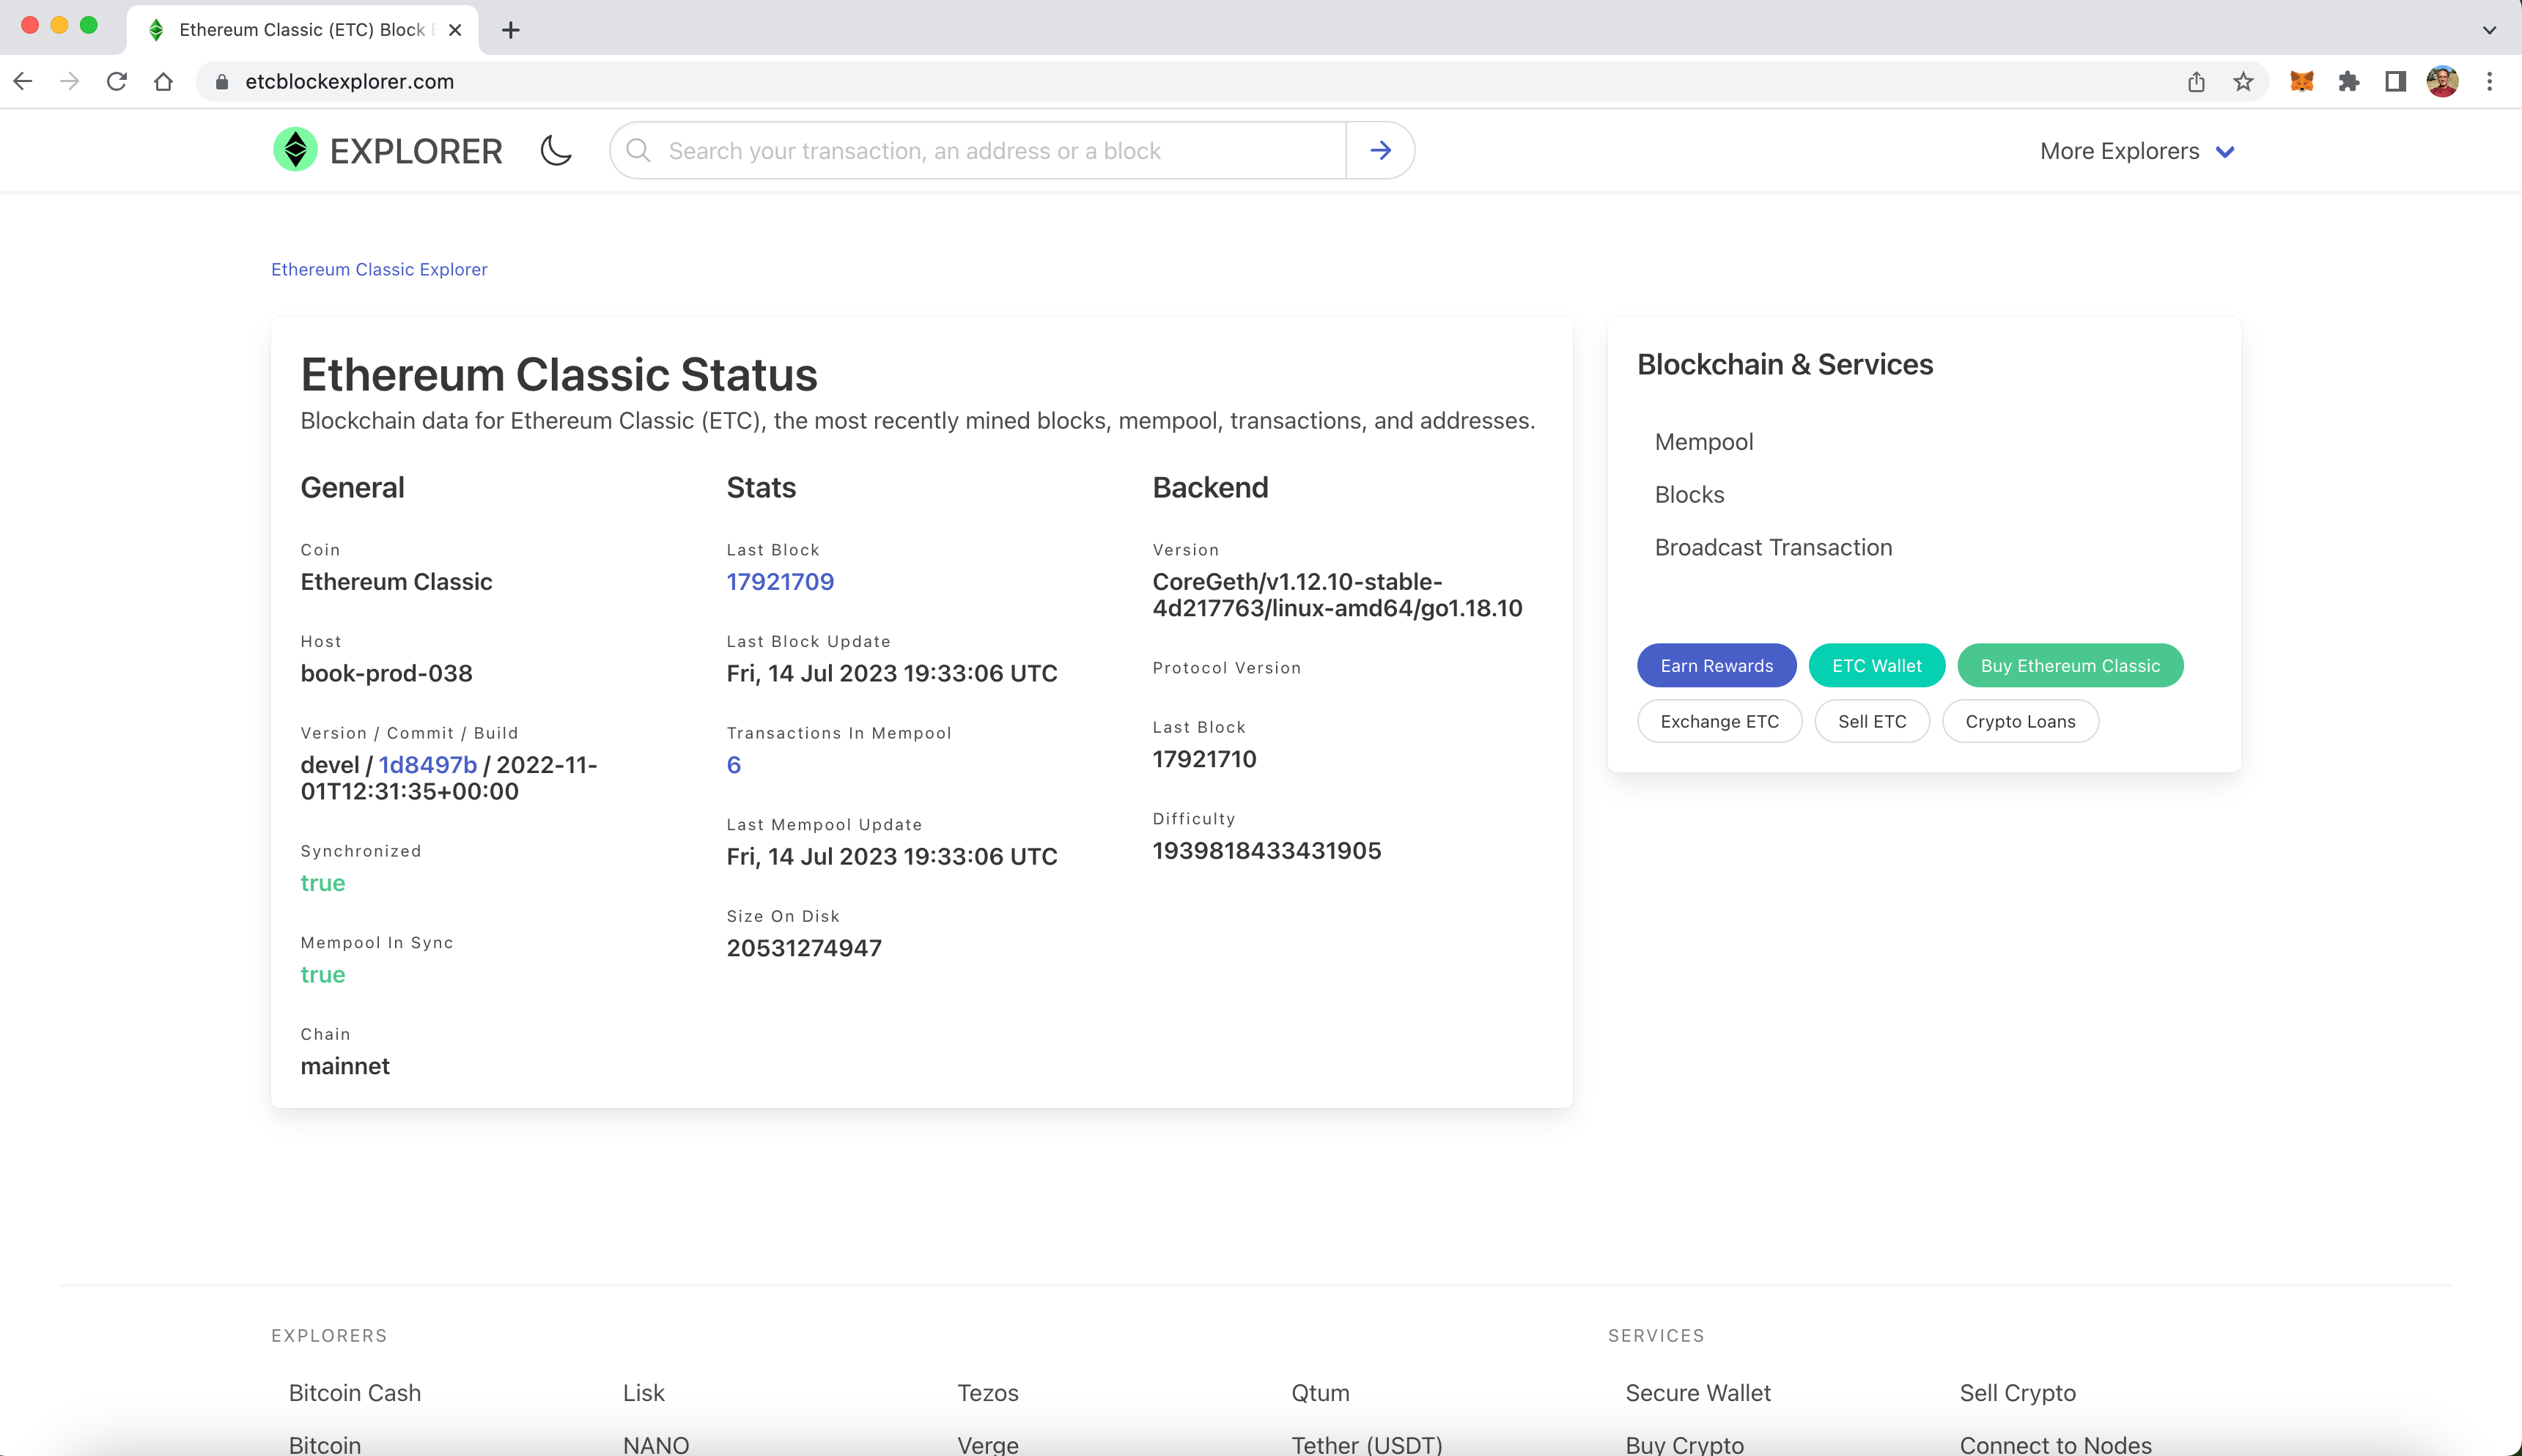 Ethereum Classic (ETC) Block
etcblockexplorer.com
EXPLORER
Search your transaction, an address or a block
More Explorers
Ethereum Classic Explorer
Ethereum Classic Status
Blockchain data for Ethereum Classic (ETC), the most recently mined blocks, mempool, transactions, and addresses.
General
Coin
Ethereum Classic
Host
book-prod-038
Version / Commit / Build
devel / 1d8497b / 2022-11-
01T12:31:35+00:00
Synchronized
true
Mempool In Sync
true
Chain
mainnet
Stats
Last Block
17921709
Last Block Update
Fri, 14 Jul 2023 19:33:06 UTC
Transactions In Mempool
6
Last Mempool Update
Fri, 14 Jul 2023 19:33:06 UTC
Size On Disk
20531274947
Backend
Version
CoreGeth/v1.12.10-stable-
4d217763/linux-amd64/go1.18.10
Protocol Version
Last Block
17921710
Difficulty
1939818433431905
Blockchain & Services
Mempool
Blocks
Broadcast Transaction
Earn Rewards
ETC Wallet
Buy Ethereum Classic
Exchange ETC
Sell ETC
Crypto Loans
EXPLORERS
Bitcoin Cash
Lisk
Tezos
Qtum
Bitcoin
NANO
Verge
Tether (USDT)
SERVICES
Secure Wallet
Sell Crypto
Buy Crypto
Connect to Nodes